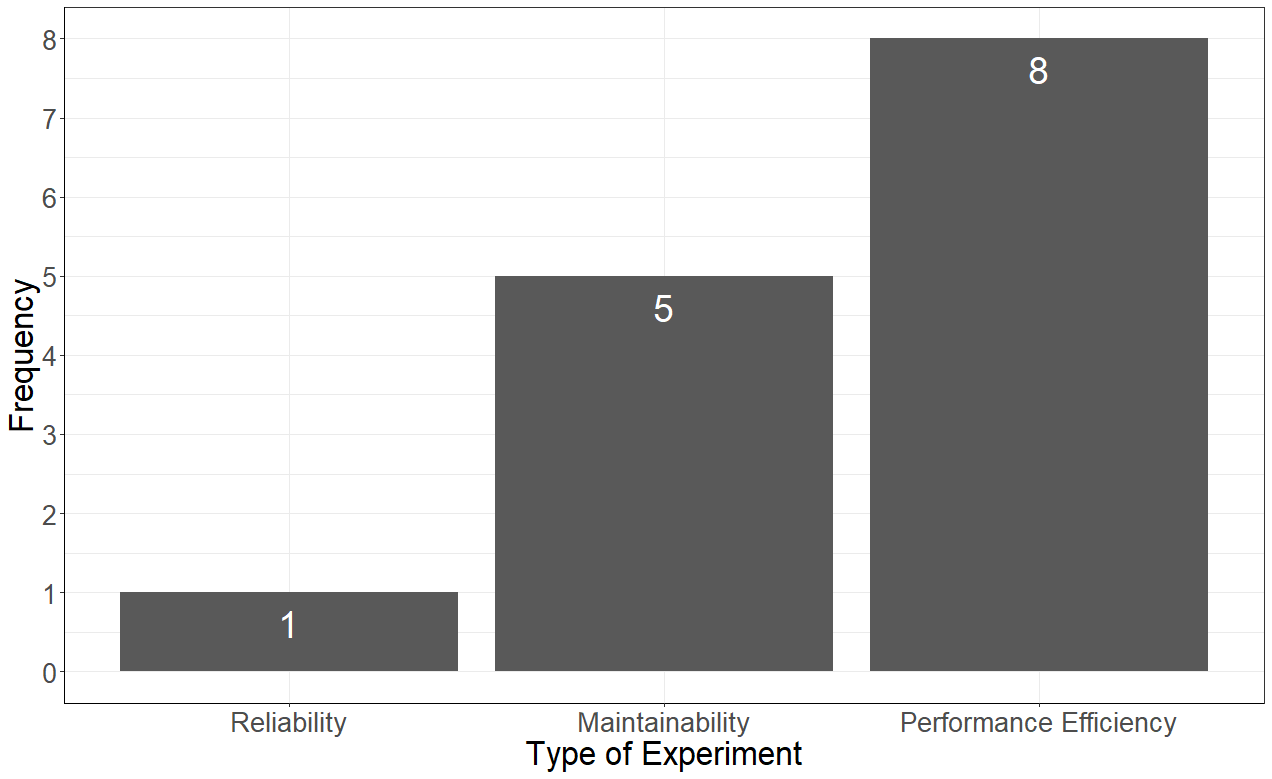 Frequency
8
7
6
5
4
3
2
1
0
1
5
8
Reliability
Maintainability
Performance Efficiency
Type of Experiment